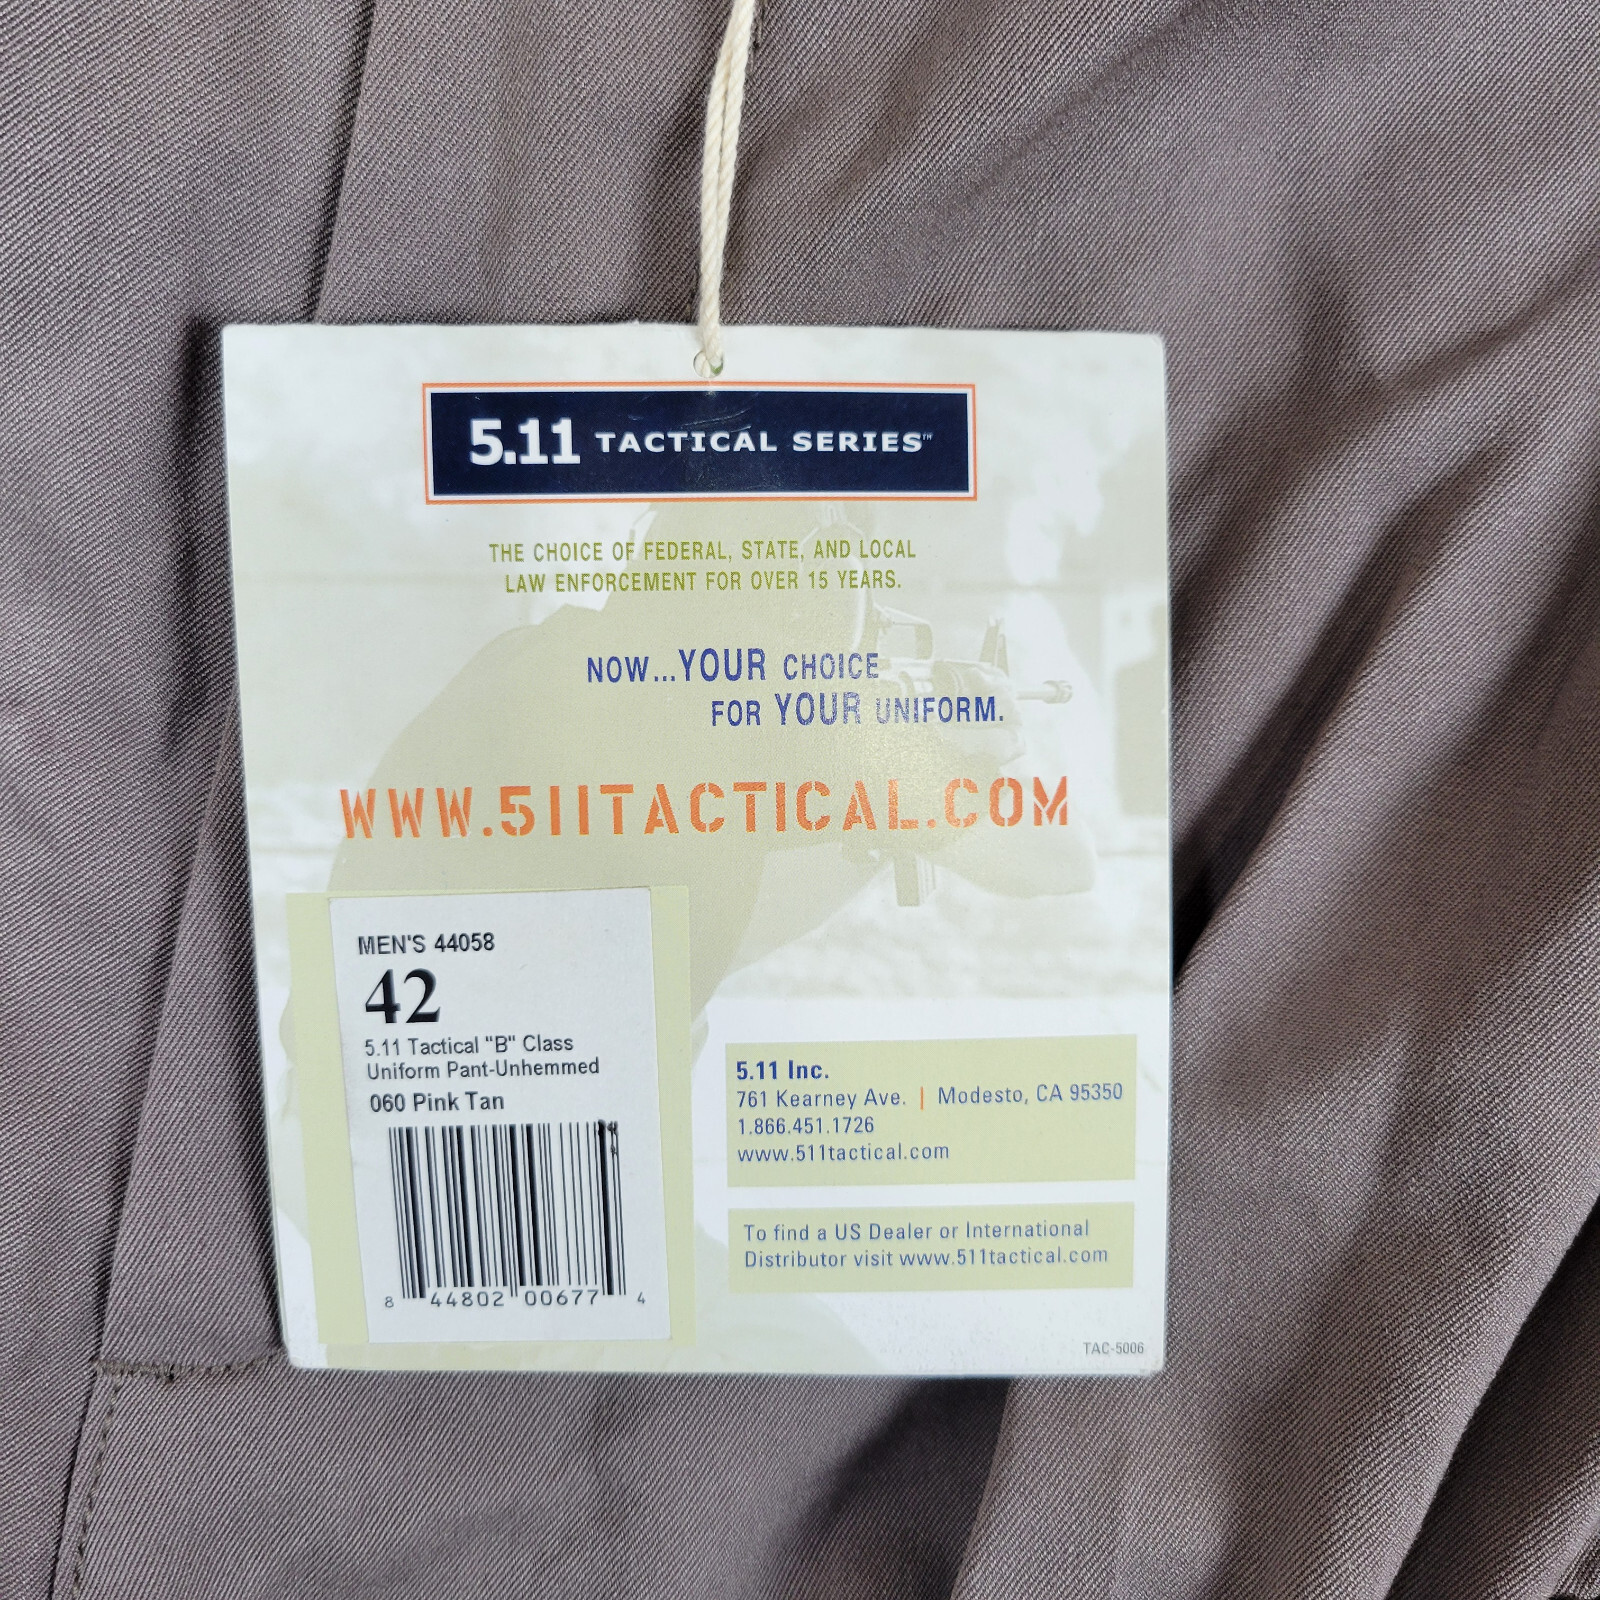 5.11 TACTICAL SERIES™
THE CHOICE OF FEDERAL, STATE, AND LOCAL
LAW ENFORCEMENT FOR OVER 15 YEARS.
NOW...YOUR CHOICE
FOR YOUR UNIFORM.
WWW.511TACTICAL.COM
MEN'S 44058
42
5.11 Tactical "B" Class
Uniform Pant-Unhemmed
060 Pink Tan
8 44802 00677 4
5.11 Inc.
761 Kearney Ave. | Modesto, CA 95350
1.866.451.1726
www.511tactical.com
To find a US Dealer or International
Distributor visit www.511tactical.com
TAC-5006